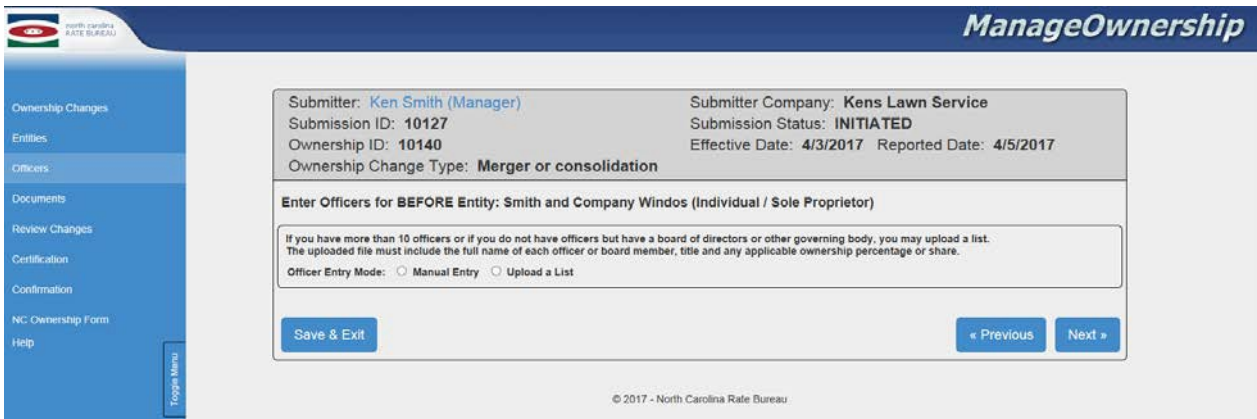 north carolina
RATE BUREAU
ManageOwnership
Ownership Changes
Entities
Officers
Documents
Review Changes
Certification
Confirmation
NC Ownership Form
Help
Toggle Menu
Submitter: Ken Smith (Manager) Submitter Company: Kens Lawn Service
Submission ID: 10127 Submission Status: INITIATED
Ownership ID: 10140 Effective Date: 4/3/2017 Reported Date: 4/5/2017
Ownership Change Type: Merger or consolidation
Enter Officers for BEFORE Entity: Smith and Company Windos (Individual / Sole Proprietor)
If you have more than 10 officers or if you do not have officers but have a board of directors or other governing body, you may upload a list.
The uploaded file must include the full name of each officer or board member, title and any applicable ownership percentage or share.
Officer Entry Mode: Manual Entry Upload a List
Save & Exit « Previous Next »
© 2017 - North Carolina Rate Bureau